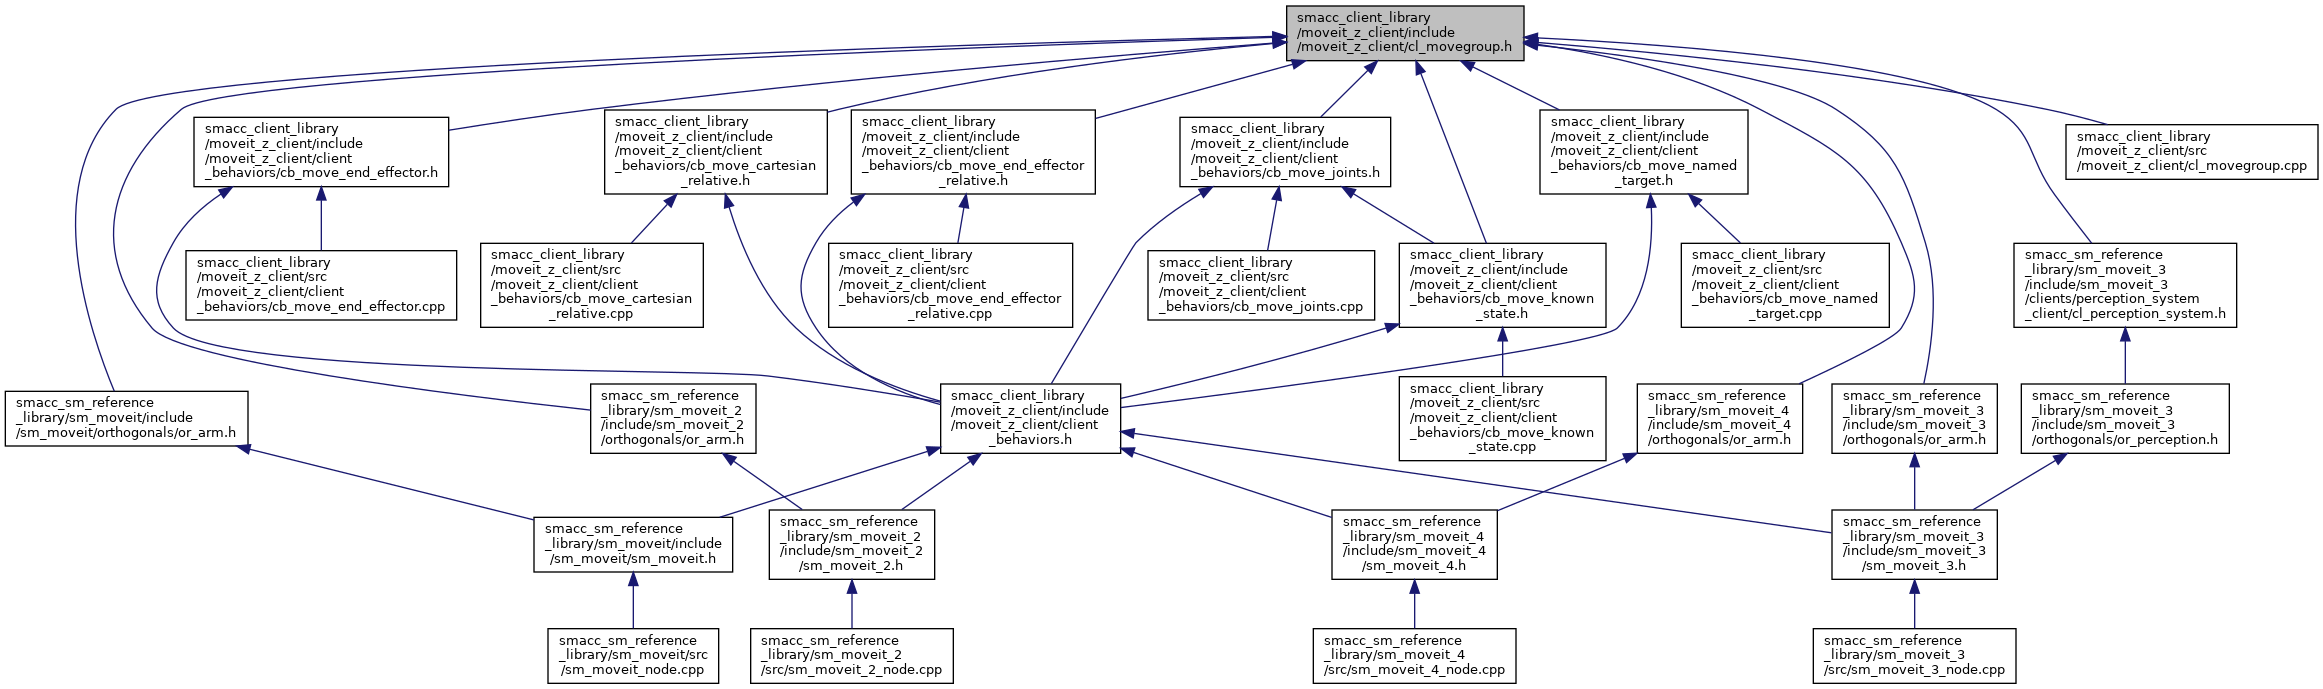 smacc_client_library
/moveit_z_client/include
/moveit_z_client/cl_movegroup.h
smacc_client_library
/moveit_z_client/include
/moveit_z_client/client
_behaviors/cb_move_end_effector.h
smacc_client_library
/moveit_z_client/include
/moveit_z_client/client
_behaviors/cb_move_cartesian
_relative.h
smacc_client_library
/moveit_z_client/include
/moveit_z_client/client
_behaviors/cb_move_end_effector
_relative.h
smacc_client_library
/moveit_z_client/include
/moveit_z_client/client
_behaviors/cb_move_joints.h
smacc_client_library
/moveit_z_client/include
/moveit_z_client/client
_behaviors/cb_move_named
_target.h
smacc_client_library
/moveit_z_client/src
/moveit_z_client/cl_movegroup.cpp
smacc_client_library
/moveit_z_client/src
/moveit_z_client/client
_behaviors/cb_move_end_effector.cpp
smacc_client_library
/moveit_z_client/src
/moveit_z_client/client
_behaviors/cb_move_cartesian
_relative.cpp
smacc_client_library
/moveit_z_client/src
/moveit_z_client/client
_behaviors/cb_move_end_effector
_relative.cpp
smacc_client_library
/moveit_z_client/src
/moveit_z_client/client
_behaviors/cb_move_joints.cpp
smacc_client_library
/moveit_z_client/include
/moveit_z_client/client
_behaviors/cb_move_known
_state.h
smacc_client_library
/moveit_z_client/src
/moveit_z_client/client
_behaviors/cb_move_named
_target.cpp
smacc_sm_reference
_library/sm_moveit_3
/include/sm_moveit_3
/clients/perception_system
_client/cl_perception_system.h
smacc_sm_reference
_library/sm_moveit/include
/sm_moveit/orthogonals/or_arm.h
smacc_sm_reference
_library/sm_moveit_2
/include/sm_moveit_2
/orthogonals/or_arm.h
smacc_client_library
/moveit_z_client/include
/moveit_z_client/client
_behaviors.h
smacc_client_library
/moveit_z_client/src
/moveit_z_client/client
_behaviors/cb_move_known
_state.cpp
smacc_sm_reference
_library/sm_moveit_4
/include/sm_moveit_4
/orthogonals/or_arm.h
smacc_sm_reference
_library/sm_moveit_3
/include/sm_moveit_3
/orthogonals/or_arm.h
smacc_sm_reference
_library/sm_moveit_3
/include/sm_moveit_3
/orthogonals/or_perception.h
smacc_sm_reference
_library/sm_moveit/include
/sm_moveit/sm_moveit.h
smacc_sm_reference
_library/sm_moveit_2
/include/sm_moveit_2
/sm_moveit_2.h
smacc_sm_reference
_library/sm_moveit_4
/include/sm_moveit_4
/sm_moveit_4.h
smacc_sm_reference
_library/sm_moveit_3
/include/sm_moveit_3
/sm_moveit_3.h
smacc_sm_reference
_library/sm_moveit/src
/sm_moveit_node.cpp
smacc_sm_reference
_library/sm_moveit_2
/src/sm_moveit_2_node.cpp
smacc_sm_reference
_library/sm_moveit_4
/src/sm_moveit_4_node.cpp
smacc_sm_reference
_library/sm_moveit_3
/src/sm_moveit_3_node.cpp